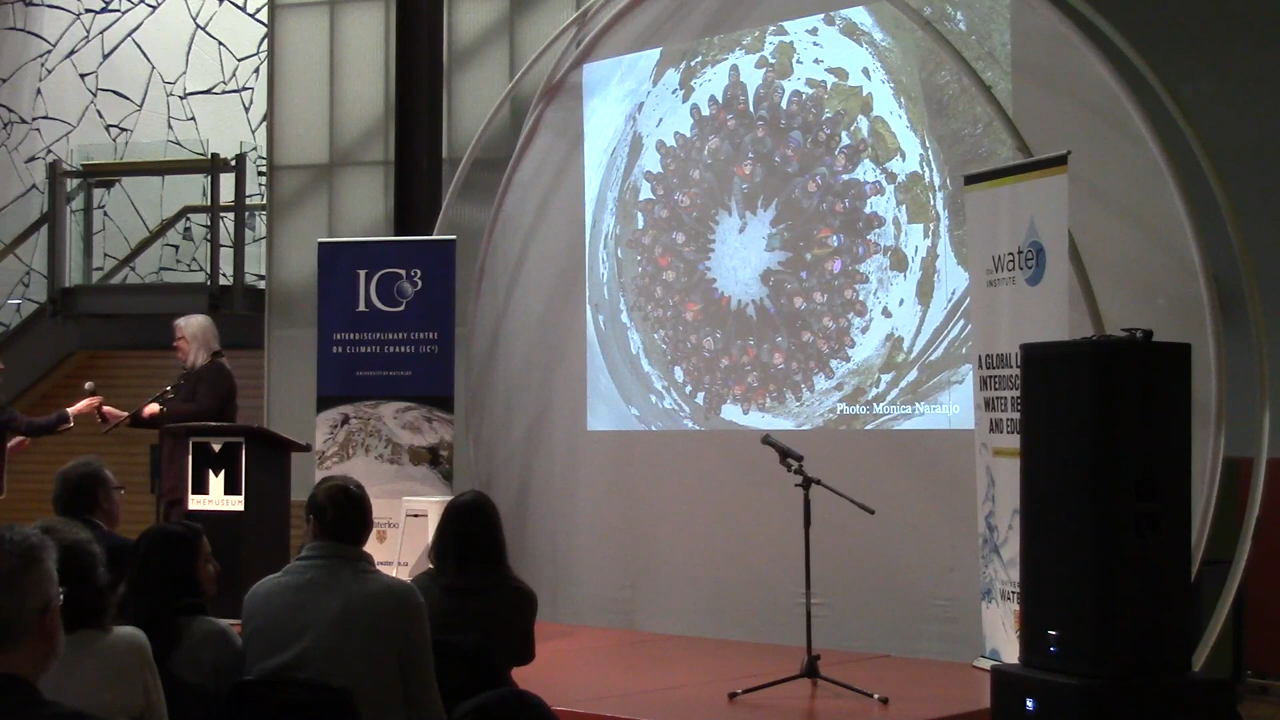 IC³
INTERDISCIPLINARY CENTRE
ON CLIMATE CHANGE (IC³)
UNIVERSITY OF WATERLOO
M
THEMUSEUM
Photo: Monica Naranjo
the water
INSTITUTE
A GLOBAL L
INTERDISC
WATER RE
AND EDU
WATE